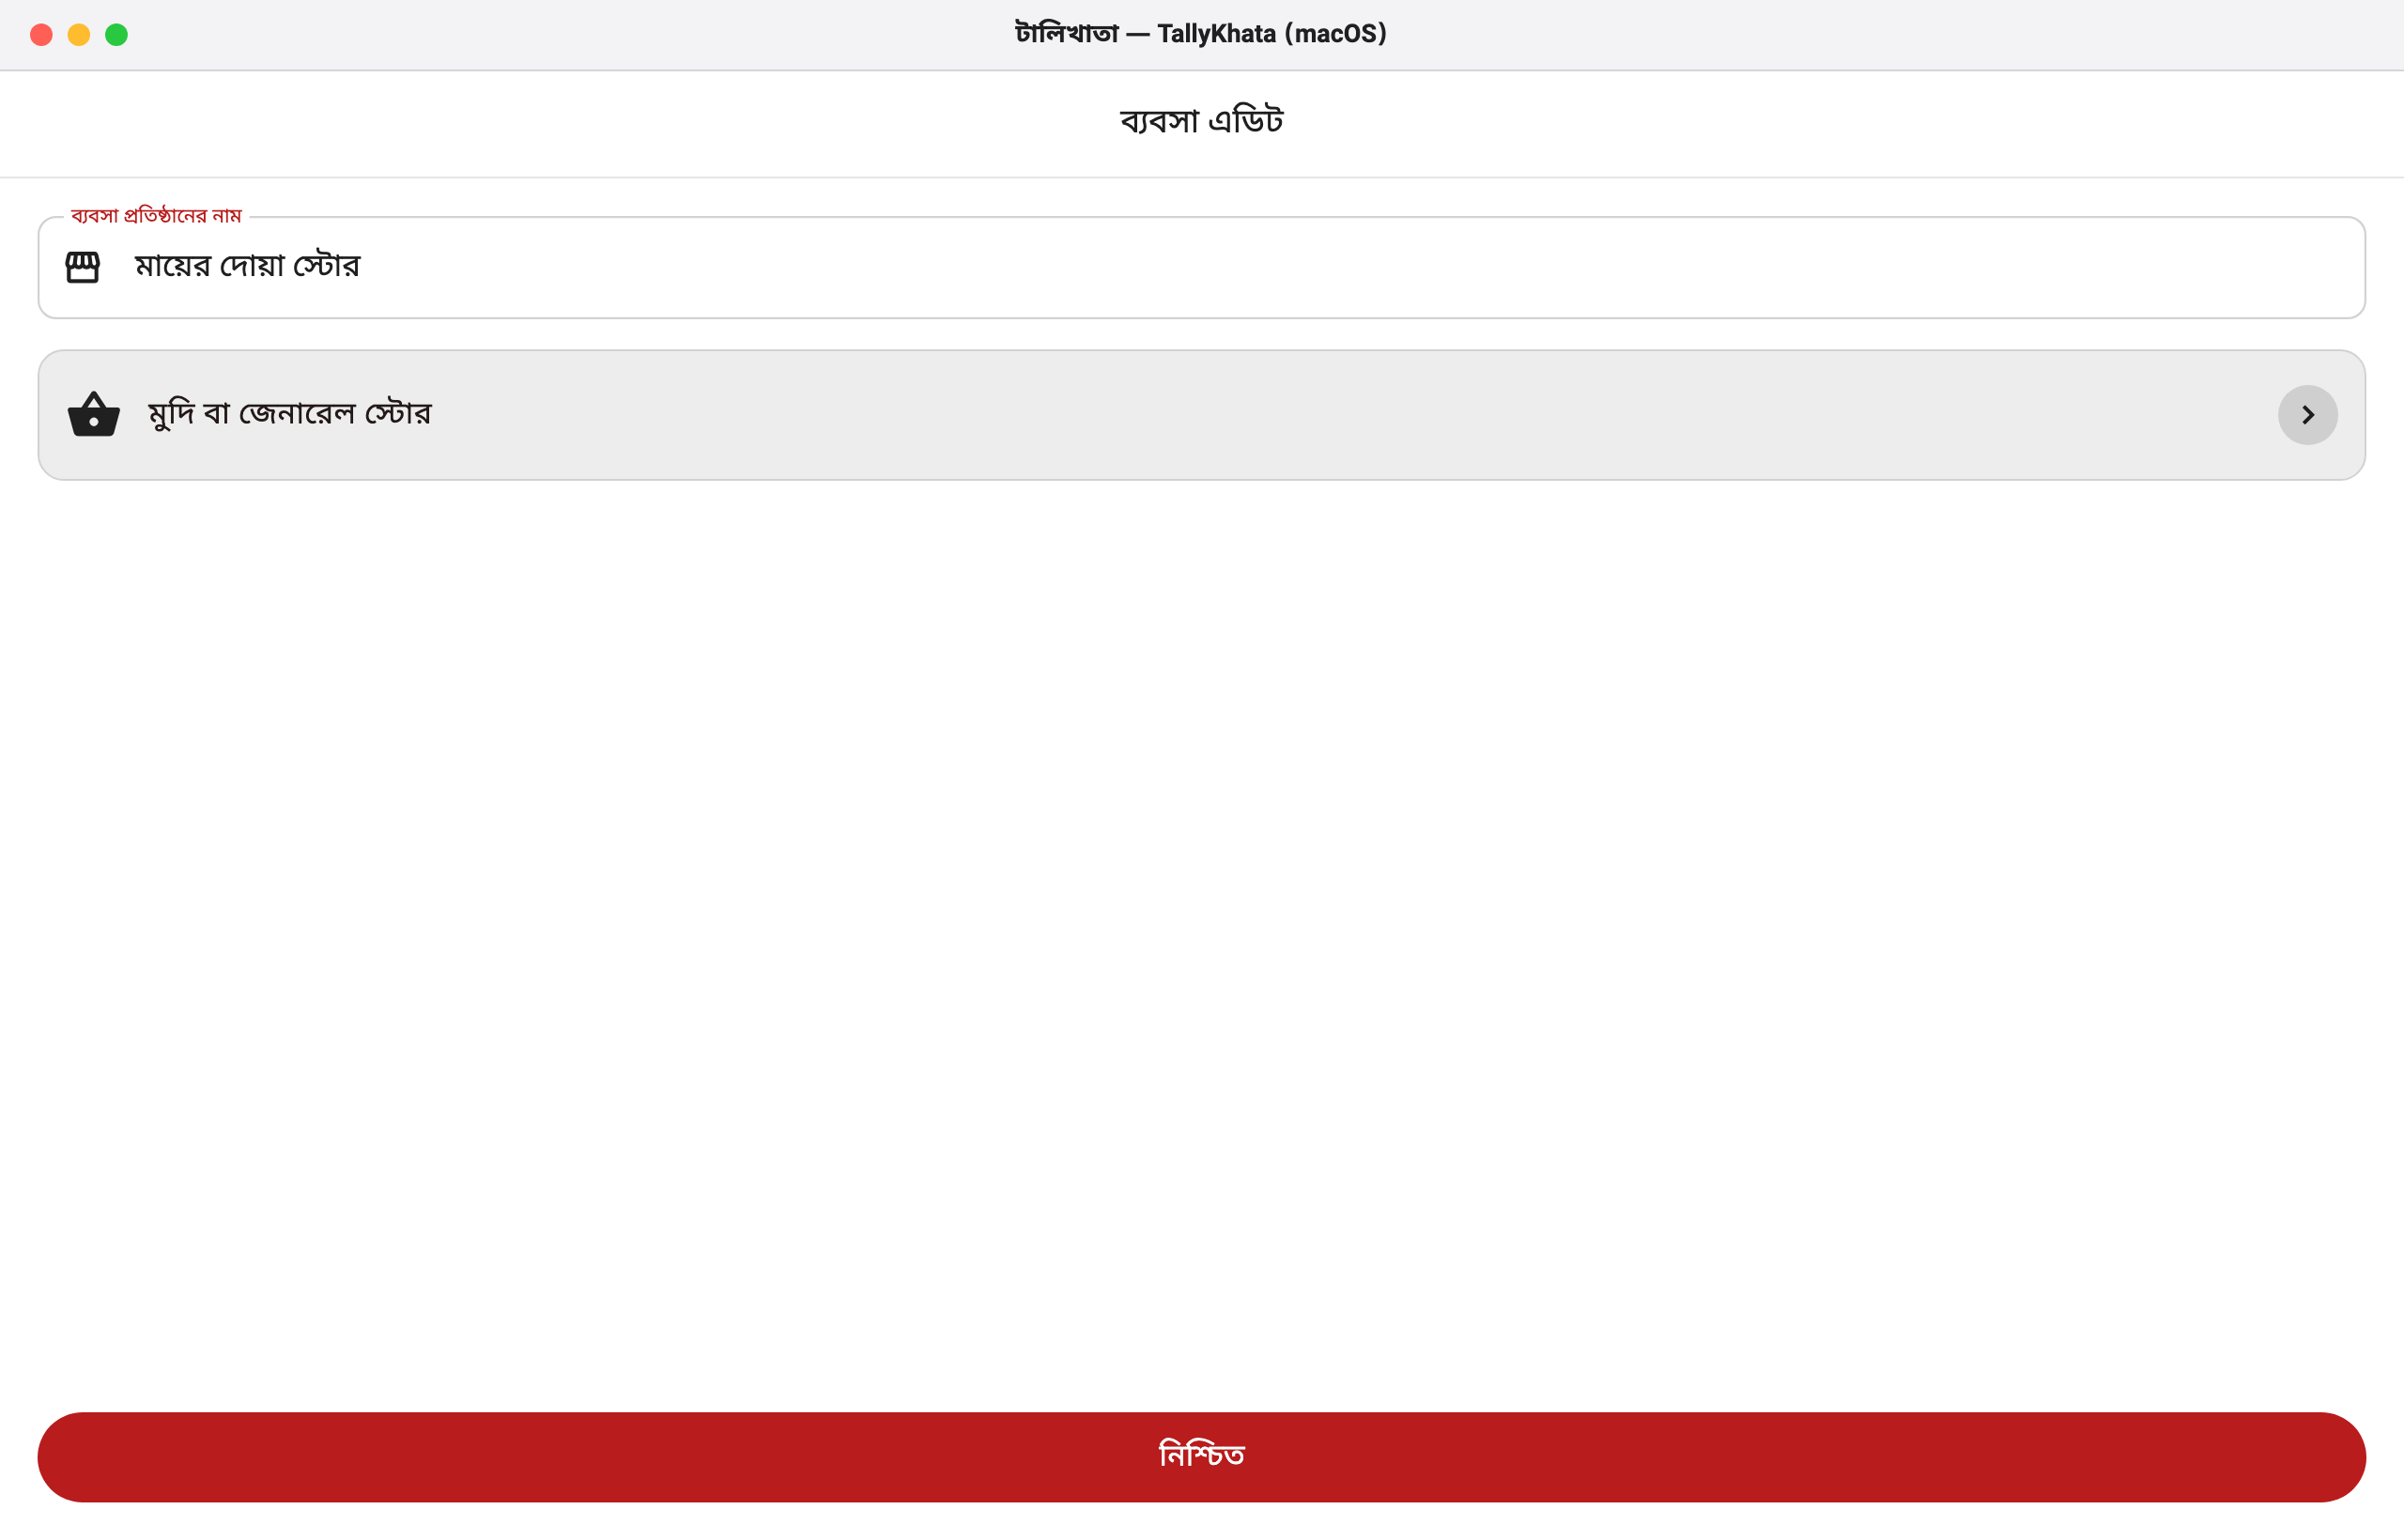 টালিখাতা — TallyKhata (macOS)
ব্যবসা এডিট
ব্যবসা প্রতিষ্ঠানের নাম
মায়ের দোয়া স্টোর
মুদি বা জেনারেল স্টোর
নিশ্চিত